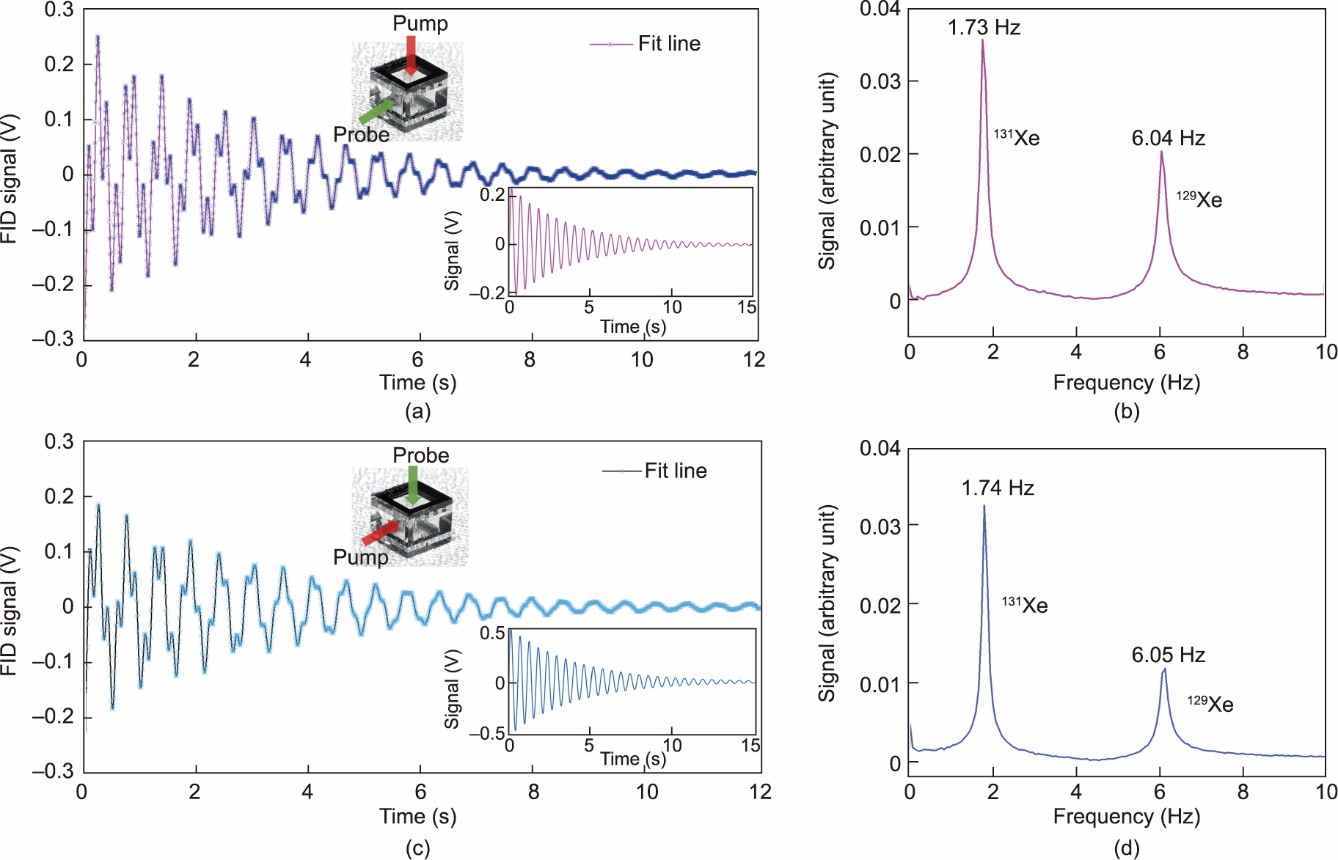 0.3
0.2
0.1
0
–0.1
–0.2
–0.3
FID signal (V)
Pump
Probe
Fit line
0.2
0
–0.2
Signal (V)
0 5 10 15
Time (s)
0 2 4 6 8 10 12
Time (s)
(a)
0.04
0.03
0.02
0.01
0
Signal (arbitrary unit)
1.73 Hz
¹³¹Xe
6.04 Hz
¹²⁹Xe
0 2 4 6 8 10
Frequency (Hz)
(b)
0.3
0.2
0.1
0
–0.1
–0.2
–0.3
FID signal (V)
Probe
Pump
Fit line
0.5
0
–0.5
Signal (V)
0 5 10 15
Time (s)
0 2 4 6 8 10 12
Time (s)
(c)
0.04
0.03
0.02
0.01
0
Signal (arbitrary unit)
1.74 Hz
¹³¹Xe
6.05 Hz
¹²⁹Xe
0 2 4 6 8 10
Frequency (Hz)
(d)